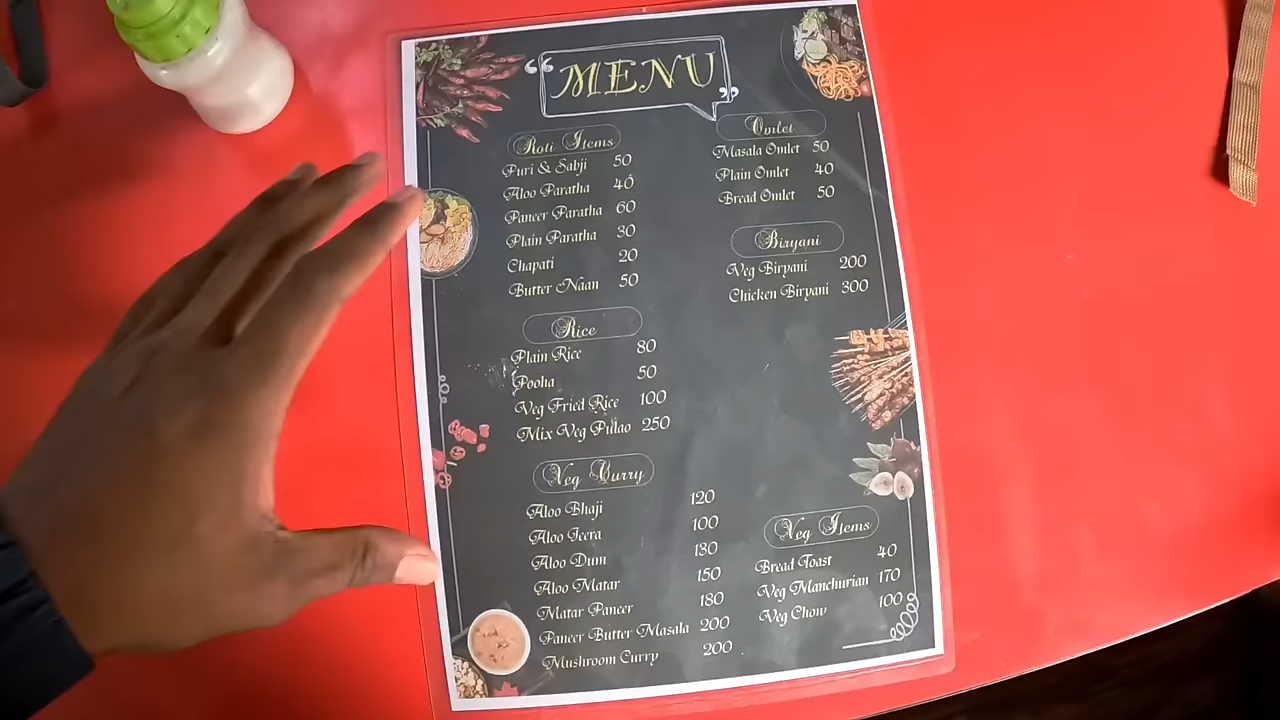 “ MENU ”
Roti Items
Puri & Sabji 50
Aloo Paratha 40
Paneer Paratha 60
Plain Paratha 30
Chapati 20
Butter Naan 50
Rice
Plain Rice 80
Pooha 50
Veg Fried Rice 100
Mix Veg Pulao 250
Veg Curry
Aloo Bhaji 120
Aloo Jeera 100
Aloo Dum 130
Aloo Matar 150
Matar Paneer 180
Paneer Butter Masala 200
Mushroom Curry 200
Omlet
Masala Omlet 50
Plain Omlet 40
Bread Omlet 50
Biryani
Veg Biryani 200
Chicken Biryani 300
Veg Items
Bread Toast 40
Veg Manchurian 170
Veg Chow 100